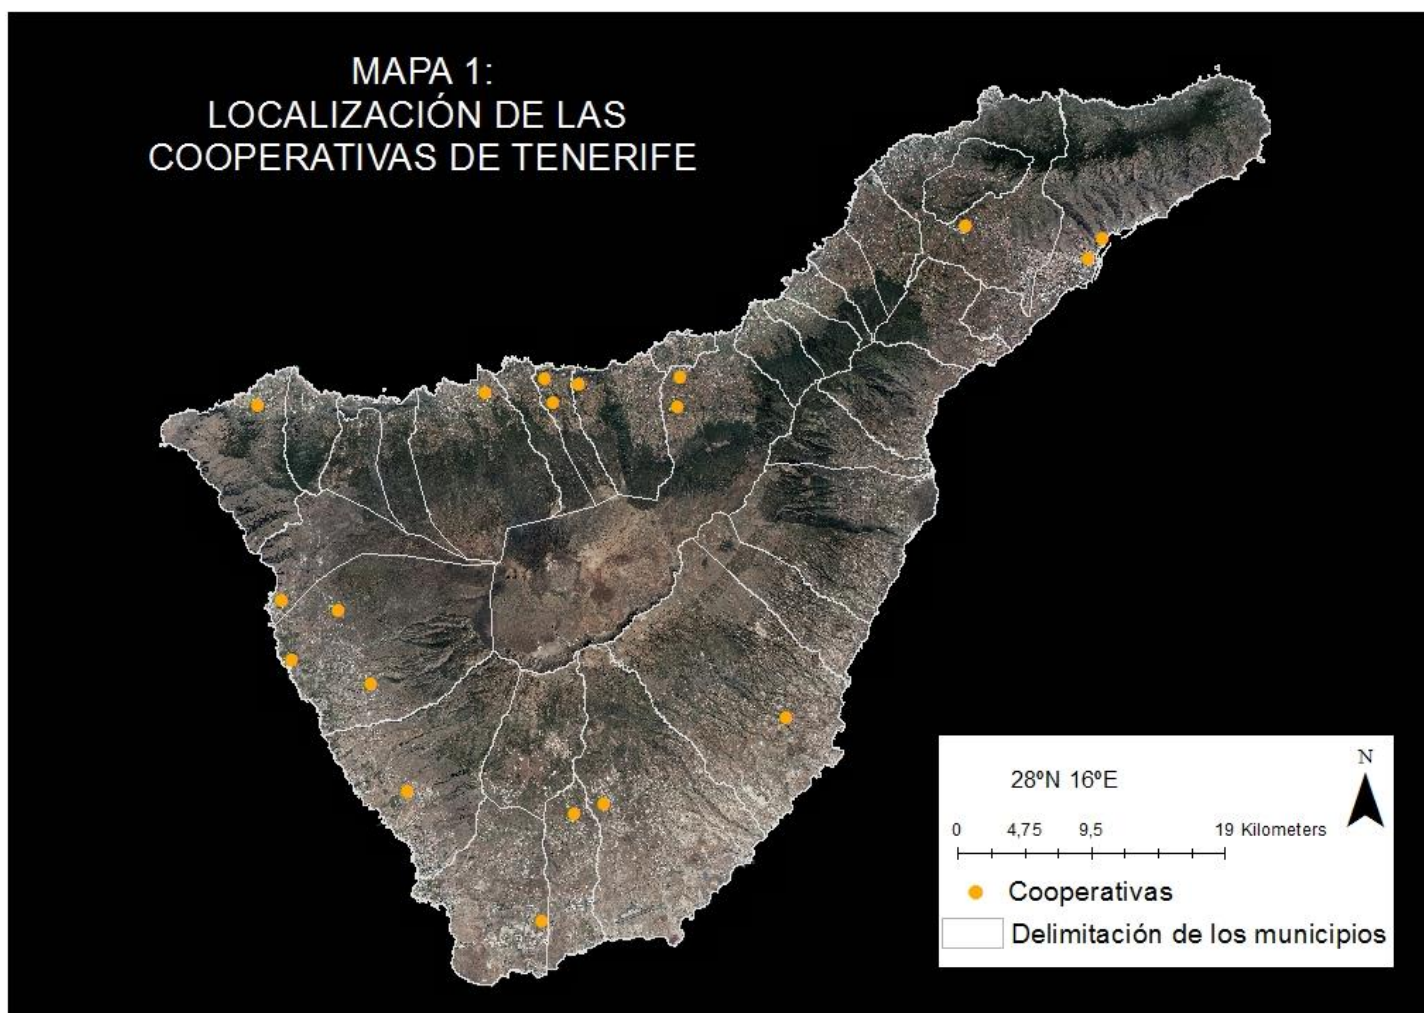 MAPA 1:
LOCALIZACIÓN DE LAS
COOPERATIVAS DE TENERIFE
N
28ºN 16ºE
0 4,75 9,5 19 Kilometers
Cooperativas
Delimitación de los municipios